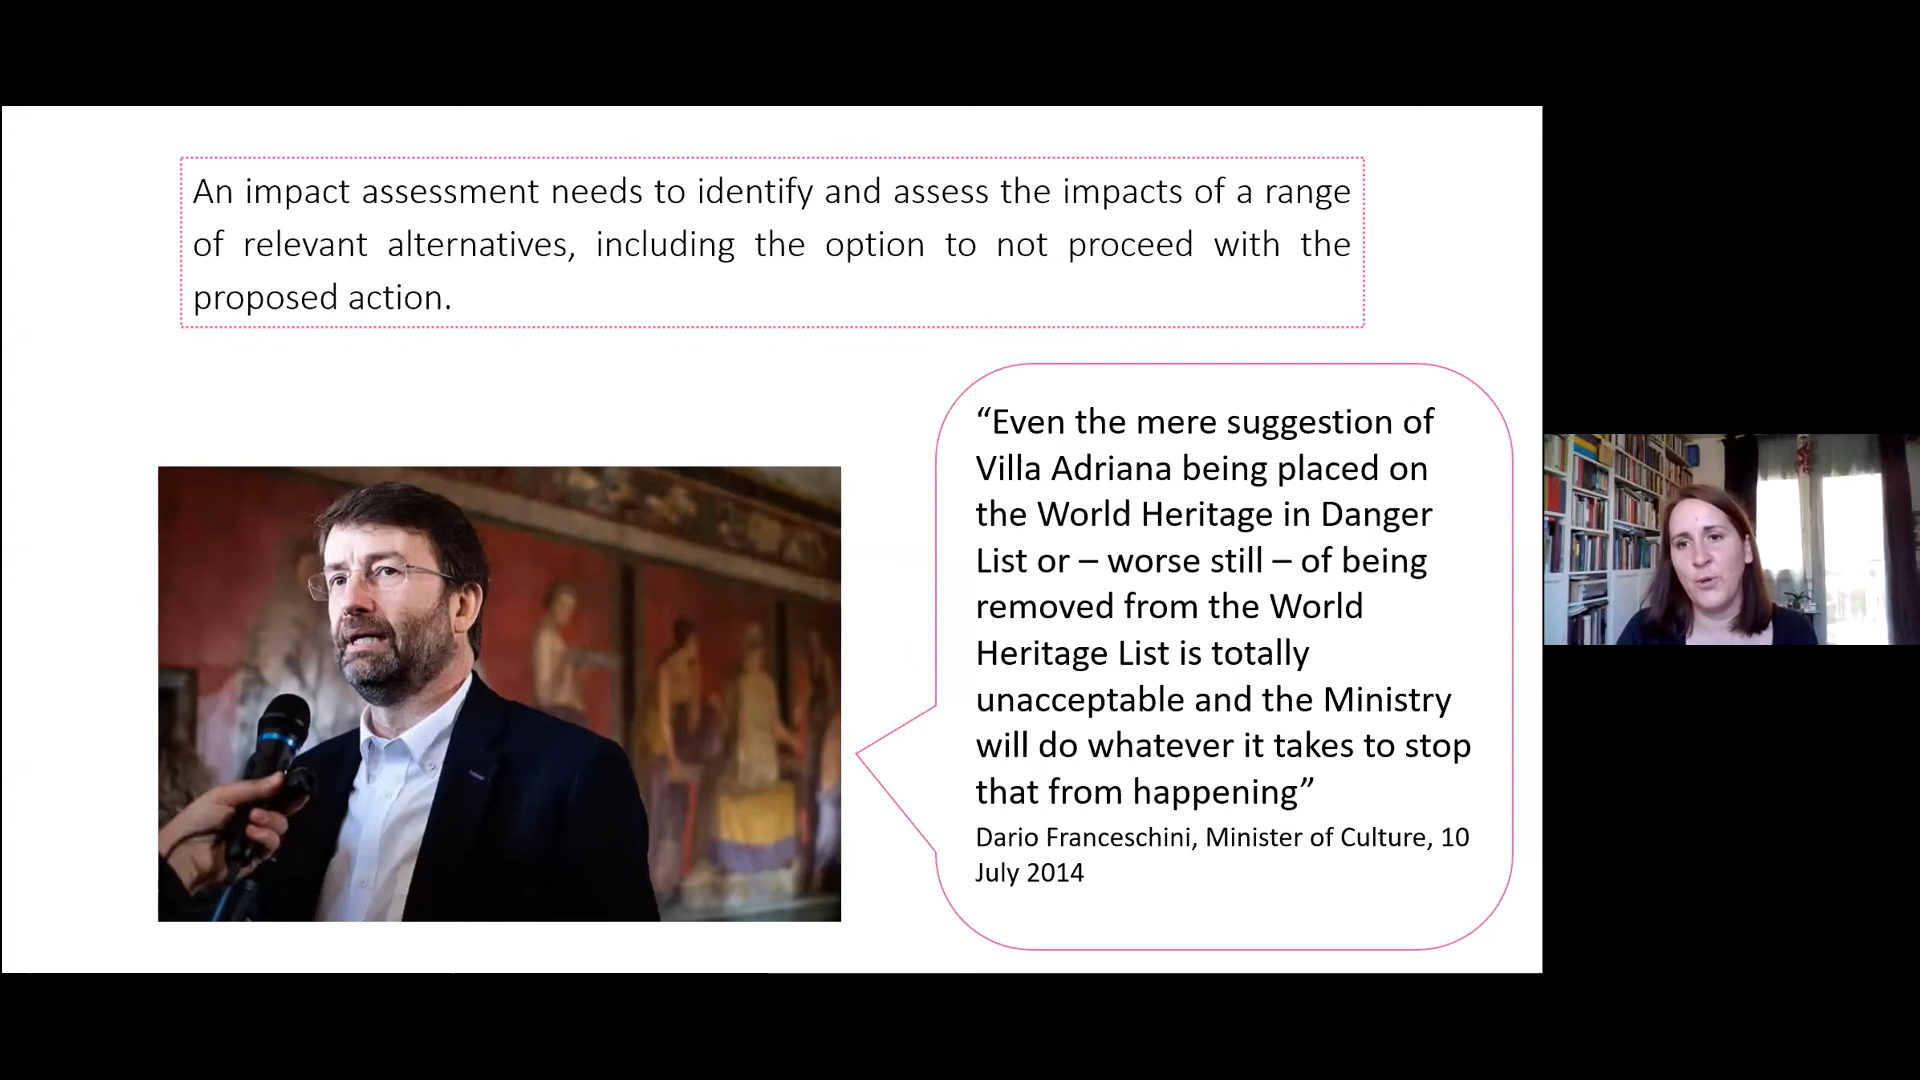 An impact assessment needs to identify and assess the impacts of a range
of relevant alternatives, including the option to not proceed with the
proposed action.
“Even the mere suggestion of
Villa Adriana being placed on
the World Heritage in Danger
List or – worse still – of being
removed from the World
Heritage List is totally
unacceptable and the Ministry
will do whatever it takes to stop
that from happening”
Dario Franceschini, Minister of Culture, 10
July 2014